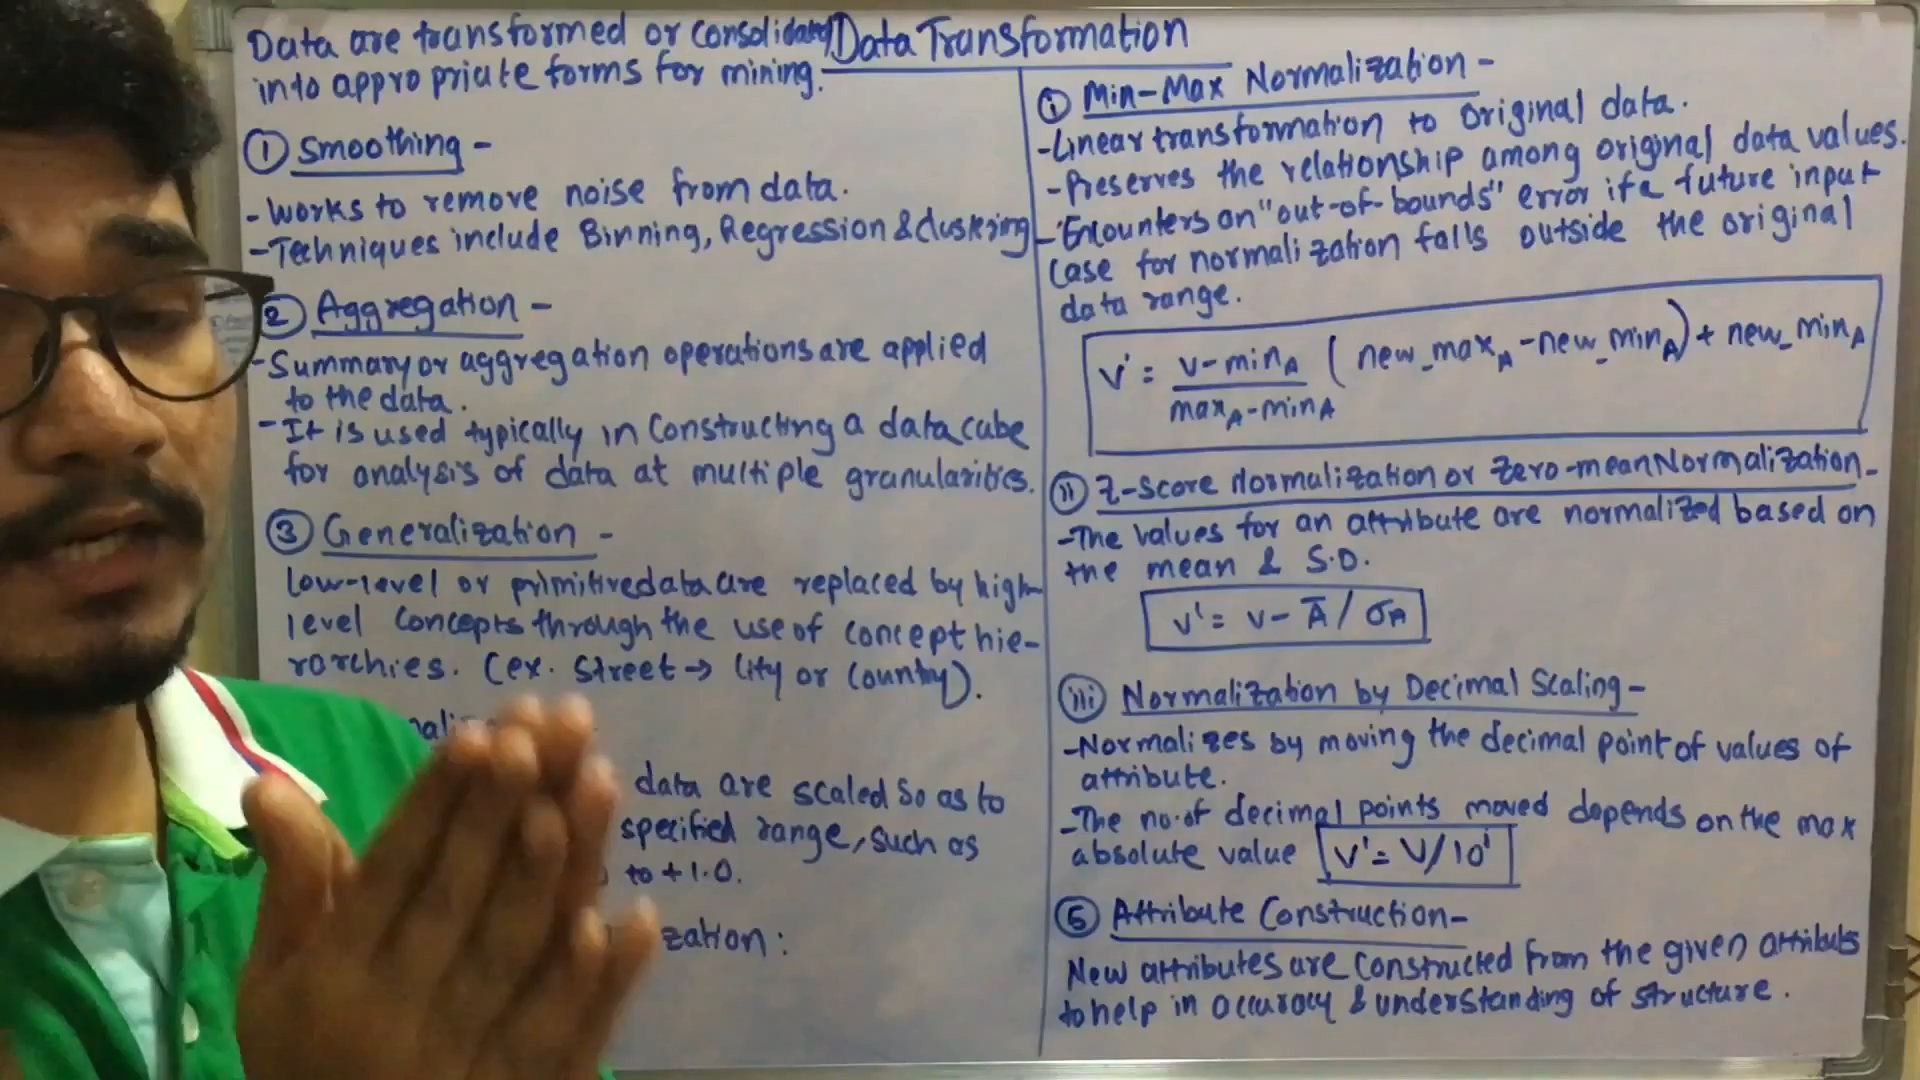 Data are transformed or consolidated
into appropriate forms for mining.
Data Transformation
① Smoothing -
- Works to remove noise from data.
- Techniques include Binning, Regression & clustering
② Aggregation -
- Summary or aggregation operations are applied
to the data.
- It is used typically in Constructing a data cube
for analysis of data at multiple granularities.
③ Generalization -
Low-level or primitive data are replaced by high-
level concepts through the use of concept hie-
rarchies. (ex. Street → City or Country).
data are scaled so as to
specified range, such as
to +1.0.
zation:
ⓘ Min-Max Normalization -
- Linear transformation to original data.
- Preserves the relationship among original data values.
- Encounters an "out-of-bounds" error if a future input
case for normalization falls outside the original
data range.
v' = v-minA / maxA-minA (new_maxA - new_minA) + new_minA
ⓘⓘ Z-Score Normalization or Zero-mean Normalization -
- The values for an attribute are normalized based on
the mean & S.D.
v' = v - Ā / σA
ⓘⓘⓘ Normalization by Decimal Scaling -
- Normalizes by moving the decimal point of values of
attribute.
- The no. of decimal points moved depends on the max
absolute value v' = v/10^i
⑤ Attribute Construction -
New attributes are constructed from the given attributs
to help in accuracy & understanding of structure.